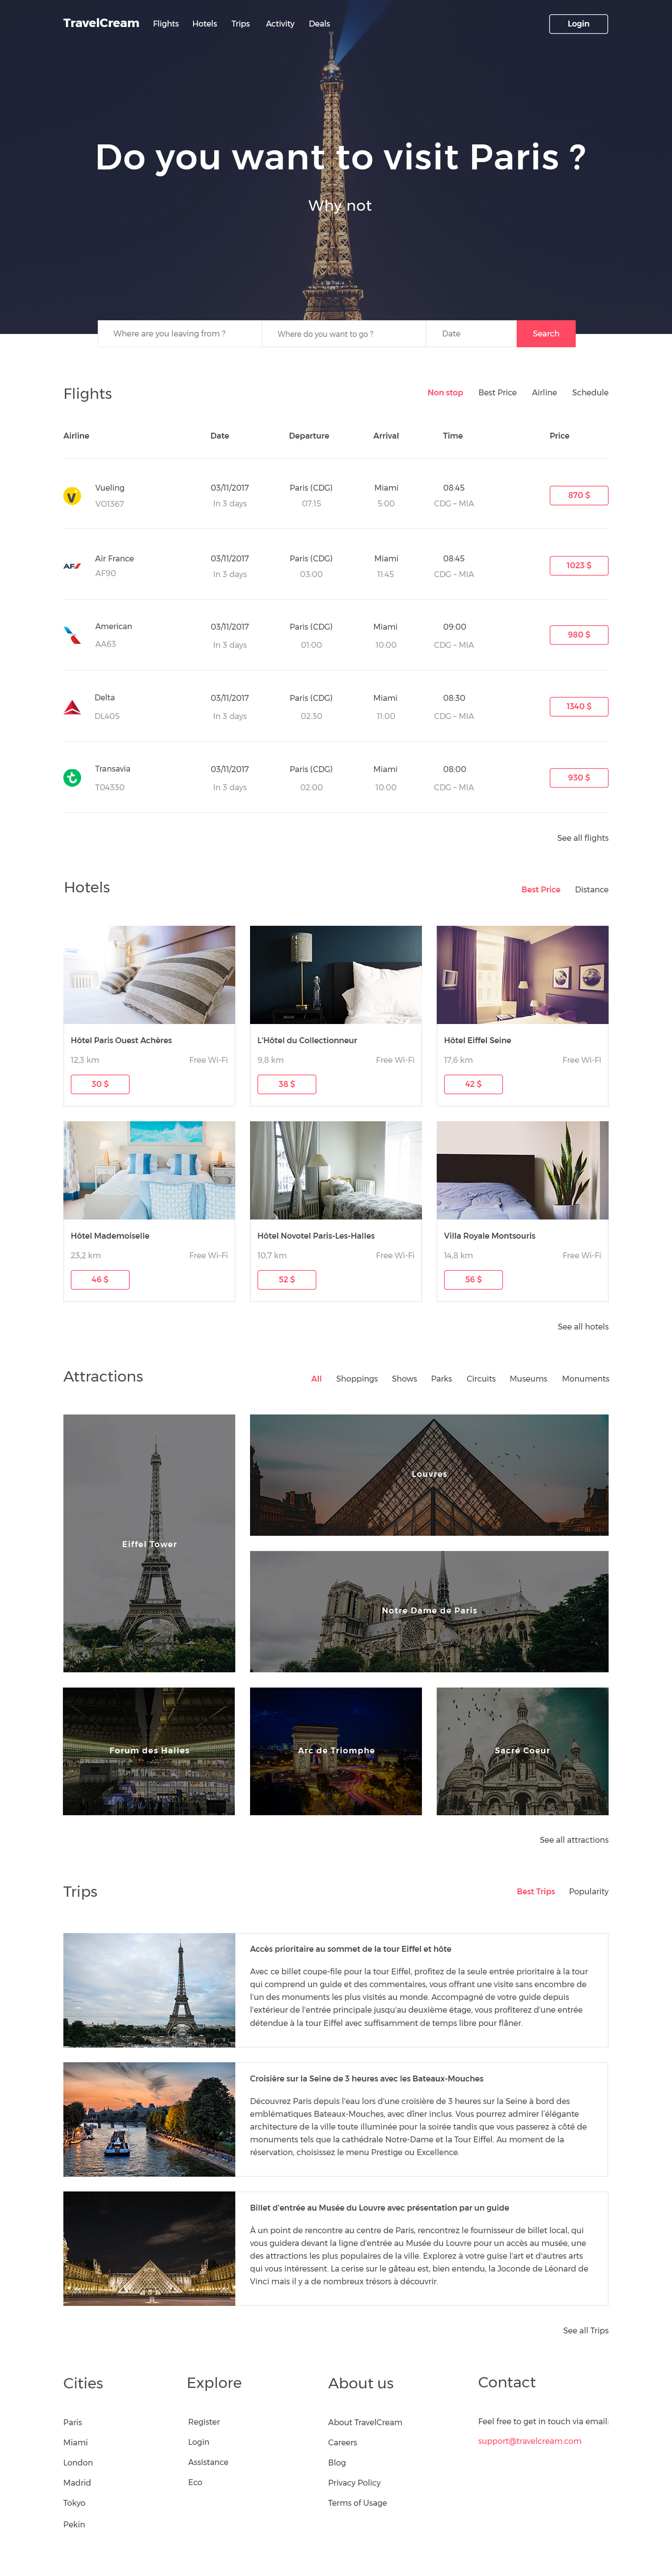 TravelCream Flights Hotels Trips Activity Deals Login
Do you want to visit Paris ?
Why not
Where are you leaving from ? Where do you want to go ? Date Search
Flights Non stop Best Price Airline Schedule
Airline Date Departure Arrival Time Price
Vueling 03/11/2017 Paris (CDG) Miami 08:45 870 $
VO1367 In 3 days 07:15 5:00 CDG – MIA
Air France 03/11/2017 Paris (CDG) Miami 08:45 1023 $
AF90 In 3 days 03:00 11:45 CDG – MIA
American 03/11/2017 Paris (CDG) Miami 09:00 980 $
AA63 In 3 days 01:00 10:00 CDG – MIA
Delta 03/11/2017 Paris (CDG) Miami 08:30 1340 $
DL405 In 3 days 02:30 11:00 CDG – MIA
Transavia 03/11/2017 Paris (CDG) Miami 08:00 930 $
T04330 In 3 days 02:00 10:00 CDG – MIA
See all flights
Hotels Best Price Distance
Hôtel Paris Ouest Achères
12,3 km Free Wi-Fi
30 $
L'Hôtel du Collectionneur
9,8 km Free Wi-Fi
38 $
Hôtel Eiffel Seine
17,6 km Free Wi-Fi
42 $
Hôtel Mademoiselle
23,2 km Free Wi-Fi
46 $
Hôtel Novotel Paris-Les-Halles
10,7 km Free Wi-Fi
52 $
Villa Royale Montsouris
14,8 km Free Wi-Fi
56 $
See all hotels
Attractions All Shoppings Shows Parks Circuits Museums Monuments
Eiffel Tower
Louvres
Notre Dame de Paris
Forum des Halles
Arc de Triomphe
Sacré Coeur
See all attractions
Trips Best Trips Popularity
Accès prioritaire au sommet de la tour Eiffel et hôte
Avec ce billet coupe-file pour la tour Eiffel, profitez de la seule entrée prioritaire à la tour
qui comprend un guide et des commentaires, vous offrant une visite sans encombre de
l'un des monuments les plus visités au monde. Accompagné de votre guide depuis
l'extérieur de l'entrée principale jusqu'au deuxième étage, vous profiterez d'une entrée
détendue à la tour Eiffel avec suffisamment de temps libre pour flâner.
Croisière sur la Seine de 3 heures avec les Bateaux-Mouches
Découvrez Paris depuis l'eau lors d'une croisière de 3 heures sur la Seine à bord des
emblématiques Bateaux-Mouches, avec dîner inclus. Vous pourrez admirer l'élégante
architecture de la ville toute illuminée pour la soirée tandis que vous passerez à côté de
monuments tels que la cathédrale Notre-Dame et la Tour Eiffel. Au moment de la
réservation, choisissez le menu Prestige ou Excellence.
Billet d'entrée au Musée du Louvre avec présentation par un guide
À un point de rencontre au centre de Paris, rencontrez le fournisseur de billet local, qui
vous guidera devant la ligne d'entrée au Musée du Louvre pour un accès au musée, une
des attractions les plus populaires de la ville. Explorez à votre guise l'art et d'autres arts
qui vous intéressent. La cerise sur le gâteau est, bien entendu, la Joconde de Léonard de
Vinci mais il y a de nombreux trésors à découvrir.
See all Trips
Cities
Paris
Miami
London
Madrid
Tokyo
Pekin
Explore
Register
Login
Assistance
Eco
About us
About TravelCream
Careers
Blog
Privacy Policy
Terms of Usage
Contact
Feel free to get in touch via email:
support@travelcream.com